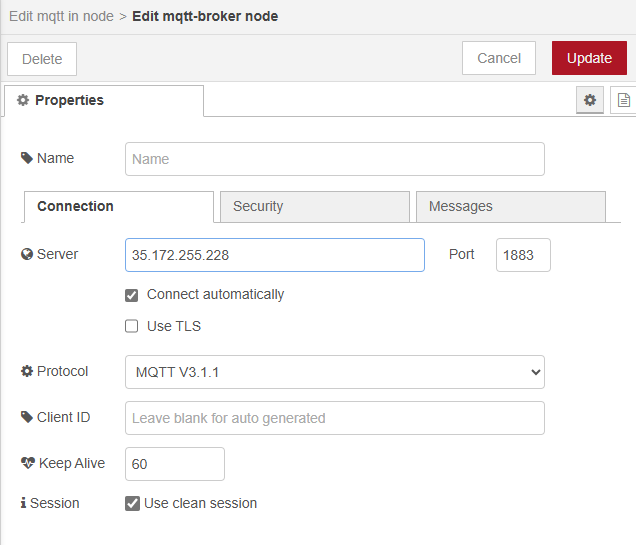 Edit mqtt in node > Edit mqtt-broker node
Delete Cancel Update
Properties
Name Name
Connection Security Messages
Server 35.172.255.228 Port 1883
Connect automatically
Use TLS
Protocol MQTT V3.1.1
Client ID Leave blank for auto generated
Keep Alive 60
Session Use clean session